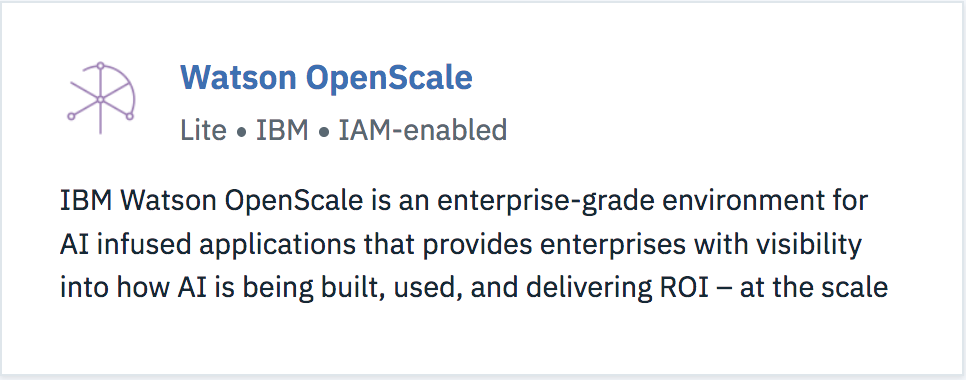 Watson OpenScale
Lite • IBM • IAM-enabled
IBM Watson OpenScale is an enterprise-grade environment for
AI infused applications that provides enterprises with visibility
into how AI is being built, used, and delivering ROI – at the scale